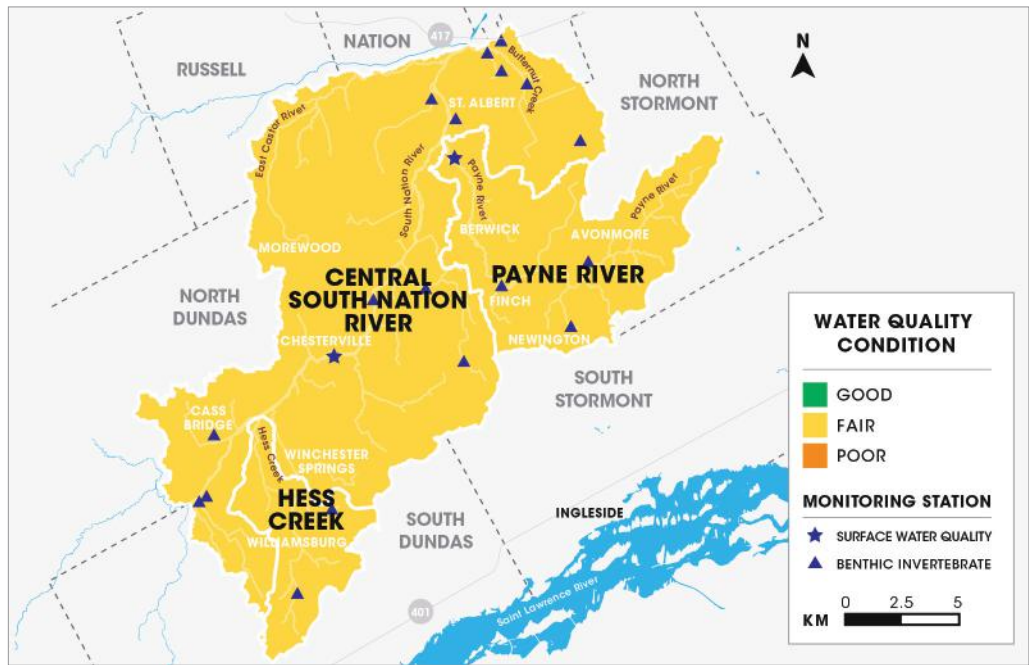 NATION
417
RUSSELL
N
NORTH
STORMONT
Butternut
Creek
ST. ALBERT
East Castor River
South Nation River
Payne River
Payne River
BERWICK
AVONMORE
MOREWOOD
CENTRAL
SOUTH NATION
RIVER
PAYNE RIVER
FINCH
NORTH
DUNDAS
CHESTERVILLE
NEWINGTON
SOUTH
STORMONT
CASS
BRIDGE
Hess Creek
WINCHESTER
SPRINGS
HESS
CREEK
WILLIAMSBURG
SOUTH
DUNDAS
INGLESIDE
Saint Lawrence River
401
WATER QUALITY
CONDITION
GOOD
FAIR
POOR
MONITORING STATION
SURFACE WATER QUALITY
BENTHIC INVERTEBRATE
0 2.5 5
KM